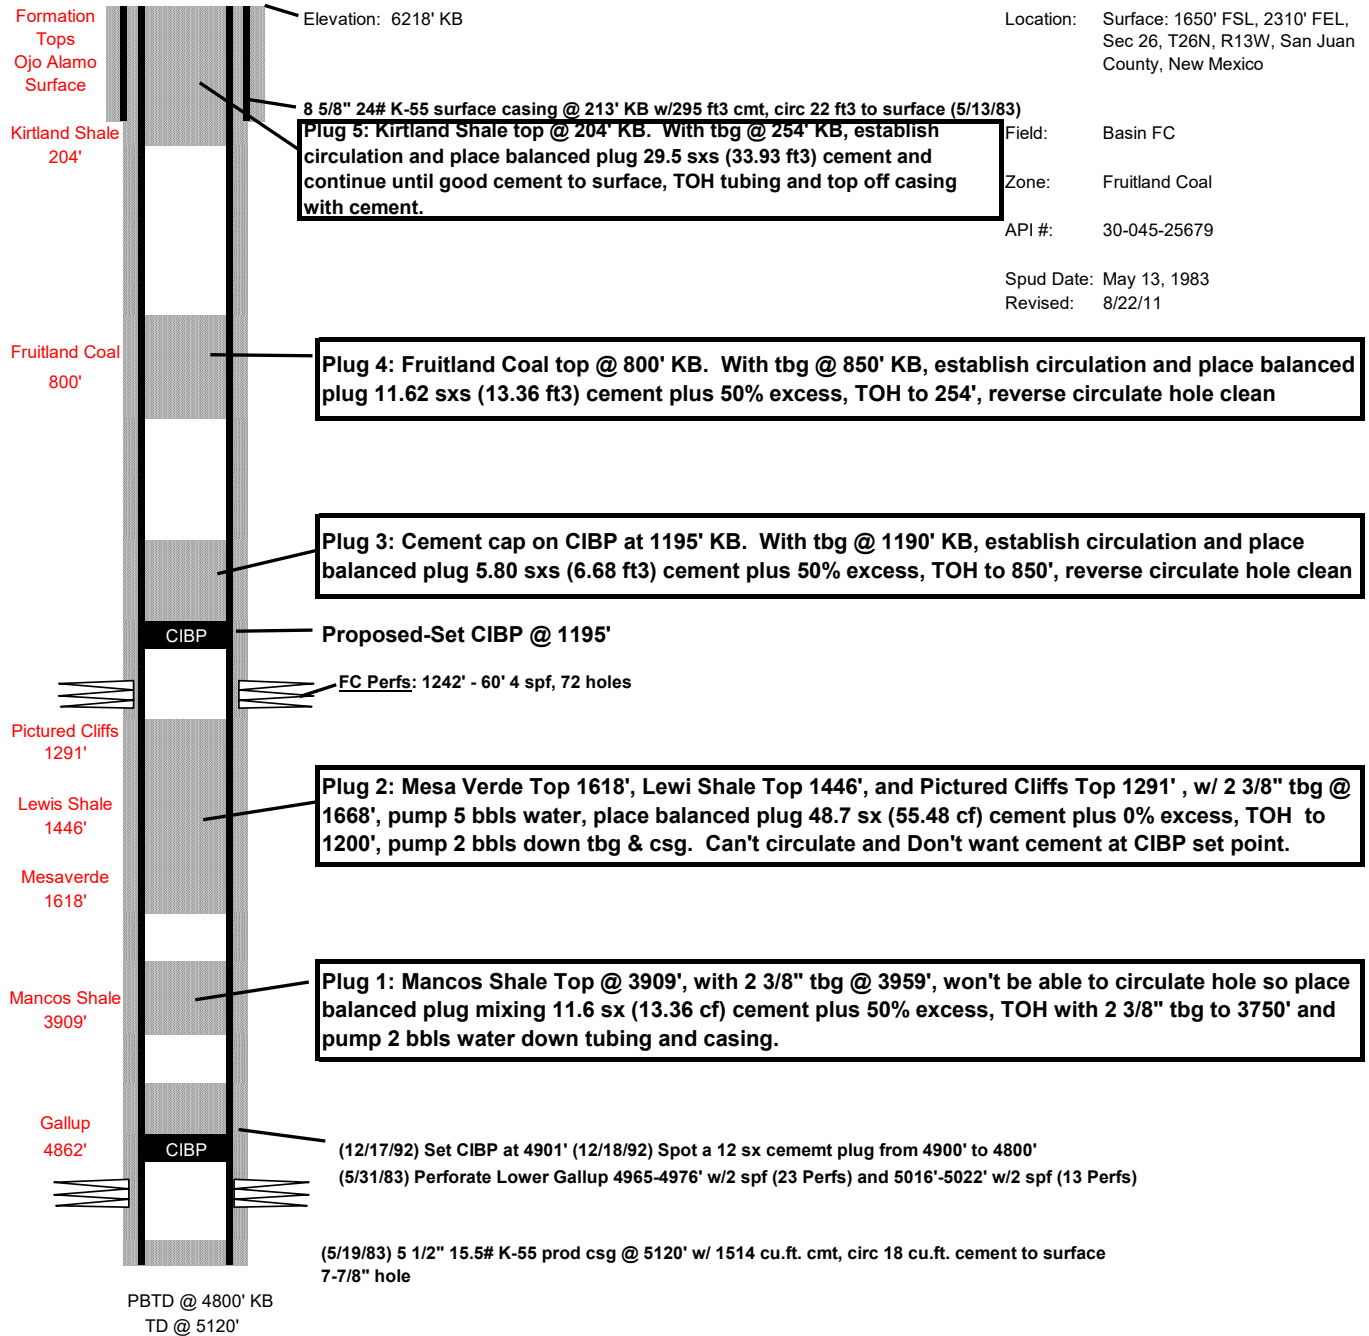 Formation
Tops
Ojo Alamo
Surface
Elevation:  6218' KB
Location:
Surface: 1650' FSL, 2310' FEL,
Sec 26, T26N, R13W, San Juan
County, New Mexico
8 5/8" 24# K-55 surface casing @ 213' KB w/295 ft3 cmt, circ 22 ft3 to surface (5/13/83)
Kirtland Shale
204'
Plug 5: Kirtland Shale top @ 204' KB.  With tbg @ 254' KB, establish
circulation and place balanced plug 29.5 sxs (33.93 ft3) cement and
continue until good cement to surface, TOH tubing and top off casing
with cement.
Field:
Basin FC
Zone:
Fruitland Coal
API #:
30-045-25679
Spud Date:
May 13, 1983
Revised:
8/22/11
Fruitland Coal
800'
Plug 4: Fruitland Coal top @ 800' KB.  With tbg @ 850' KB, establish circulation and place balanced
plug 11.62 sxs (13.36 ft3) cement plus 50% excess, TOH to 254', reverse circulate hole clean
Plug 3: Cement cap on CIBP at 1195' KB.  With tbg @ 1190' KB, establish circulation and place
balanced plug 5.80 sxs (6.68 ft3) cement plus 50% excess, TOH to 850', reverse circulate hole clean
CIBP
Proposed-Set CIBP @ 1195'
FC Perfs: 1242' - 60' 4 spf, 72 holes
Pictured Cliffs
1291'
Lewis Shale
1446'
Mesaverde
1618'
Plug 2: Mesa Verde Top 1618', Lewi Shale Top 1446', and Pictured Cliffs Top 1291' , w/ 2 3/8" tbg @
1668', pump 5 bbls water, place balanced plug 48.7 sx (55.48 cf) cement plus 0% excess, TOH  to
1200', pump 2 bbls down tbg & csg.  Can't circulate and Don't want cement at CIBP set point.
Mancos Shale
3909'
Plug 1: Mancos Shale Top @ 3909', with 2 3/8" tbg @ 3959', won't be able to circulate hole so place
balanced plug mixing 11.6 sx (13.36 cf) cement plus 50% excess, TOH with 2 3/8" tbg to 3750' and
pump 2 bbls water down tubing and casing.
Gallup
4862'
CIBP
(12/17/92) Set CIBP at 4901' (12/18/92) Spot a 12 sx cememt plug from 4900' to 4800'
(5/31/83) Perforate Lower Gallup 4965-4976' w/2 spf (23 Perfs) and 5016'-5022' w/2 spf (13 Perfs)
(5/19/83) 5 1/2" 15.5# K-55 prod csg @ 5120' w/ 1514 cu.ft. cmt, circ 18 cu.ft. cement to surface
7-7/8" hole
PBTD @ 4800' KB
TD @ 5120'